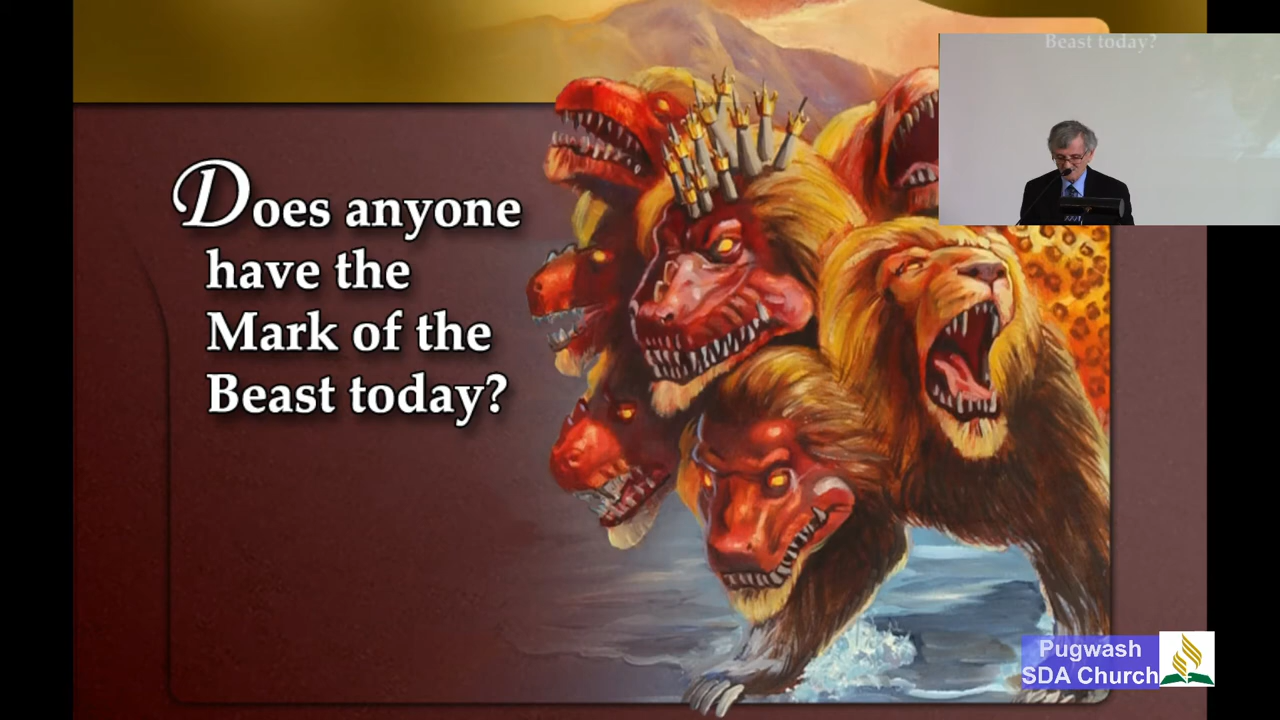 Does anyone
have the
Mark of the
Beast today?
Beast today?
Pugwash
SDA Church